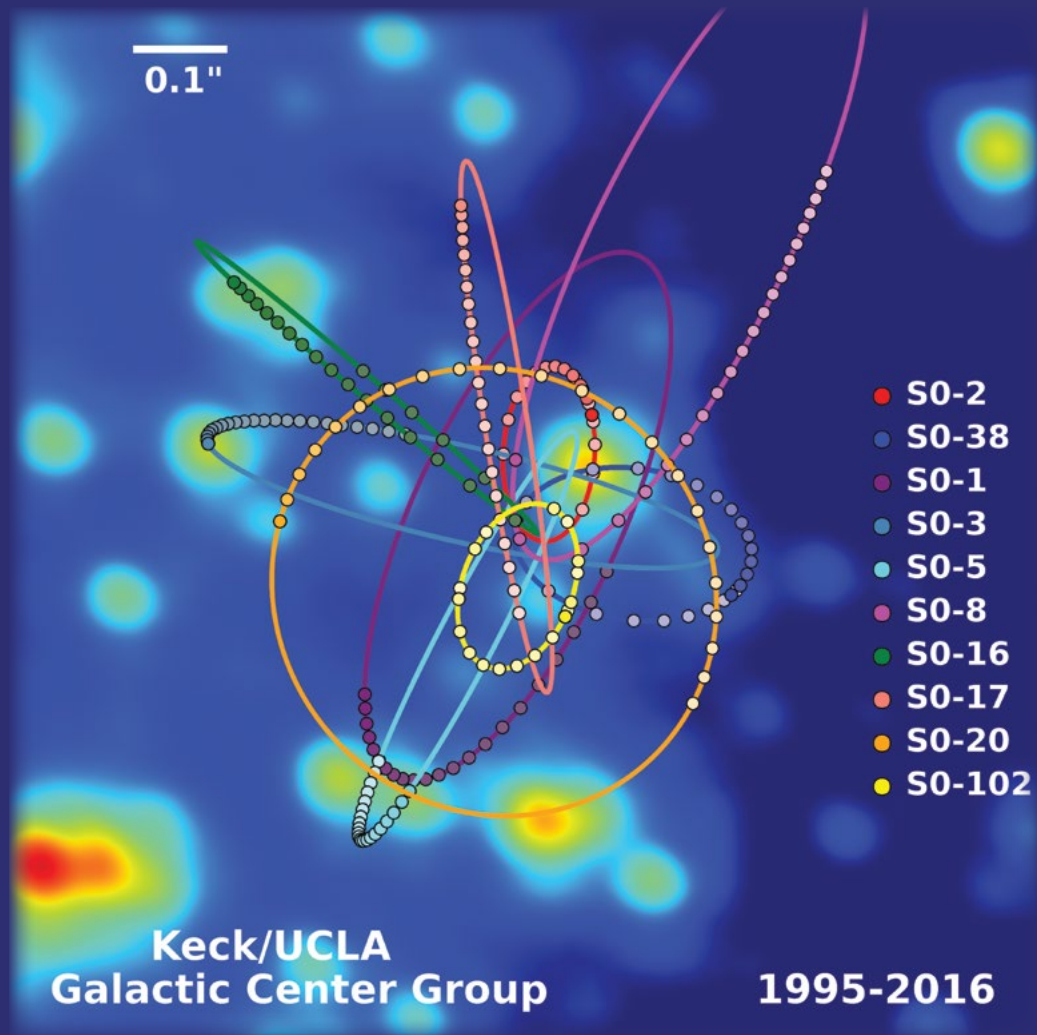 0.1"
S0-2
S0-38
S0-1
S0-3
S0-5
S0-8
S0-16
S0-17
S0-20
S0-102
Keck/UCLA
Galactic Center Group
1995-2016